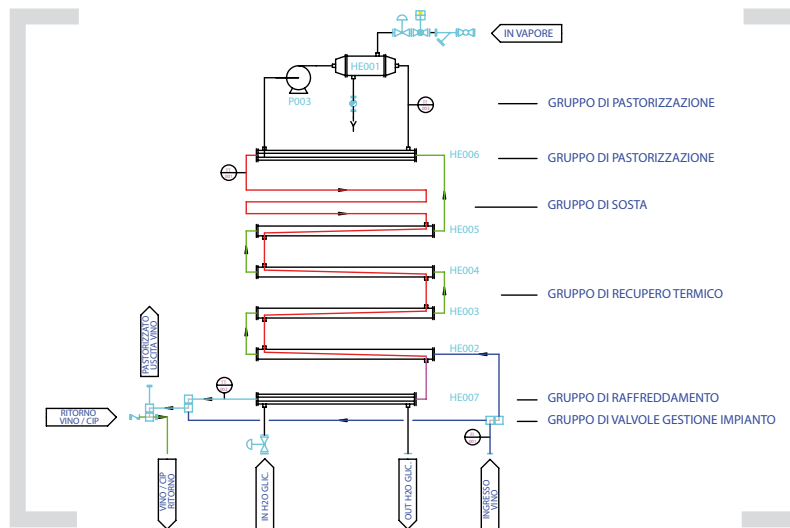 IN VAPORE
HE001
P003
GRUPPO DI PASTORIZZAZIONE
HE006
GRUPPO DI PASTORIZZAZIONE
GRUPPO DI SOSTA
HE005
HE004
HE003
GRUPPO DI RECUPERO TERMICO
HE002
PASTORIZZATO
USCITA VINO
HE007
GRUPPO DI RAFFREDDAMENTO
RITORNO
VINO / CIP
GRUPPO DI VALVOLE GESTIONE IMPIANTO
VINO / CIP
RITORNO
IN H2O GLIC.
OUT H2O GLIC.
INGRESSO
VINO